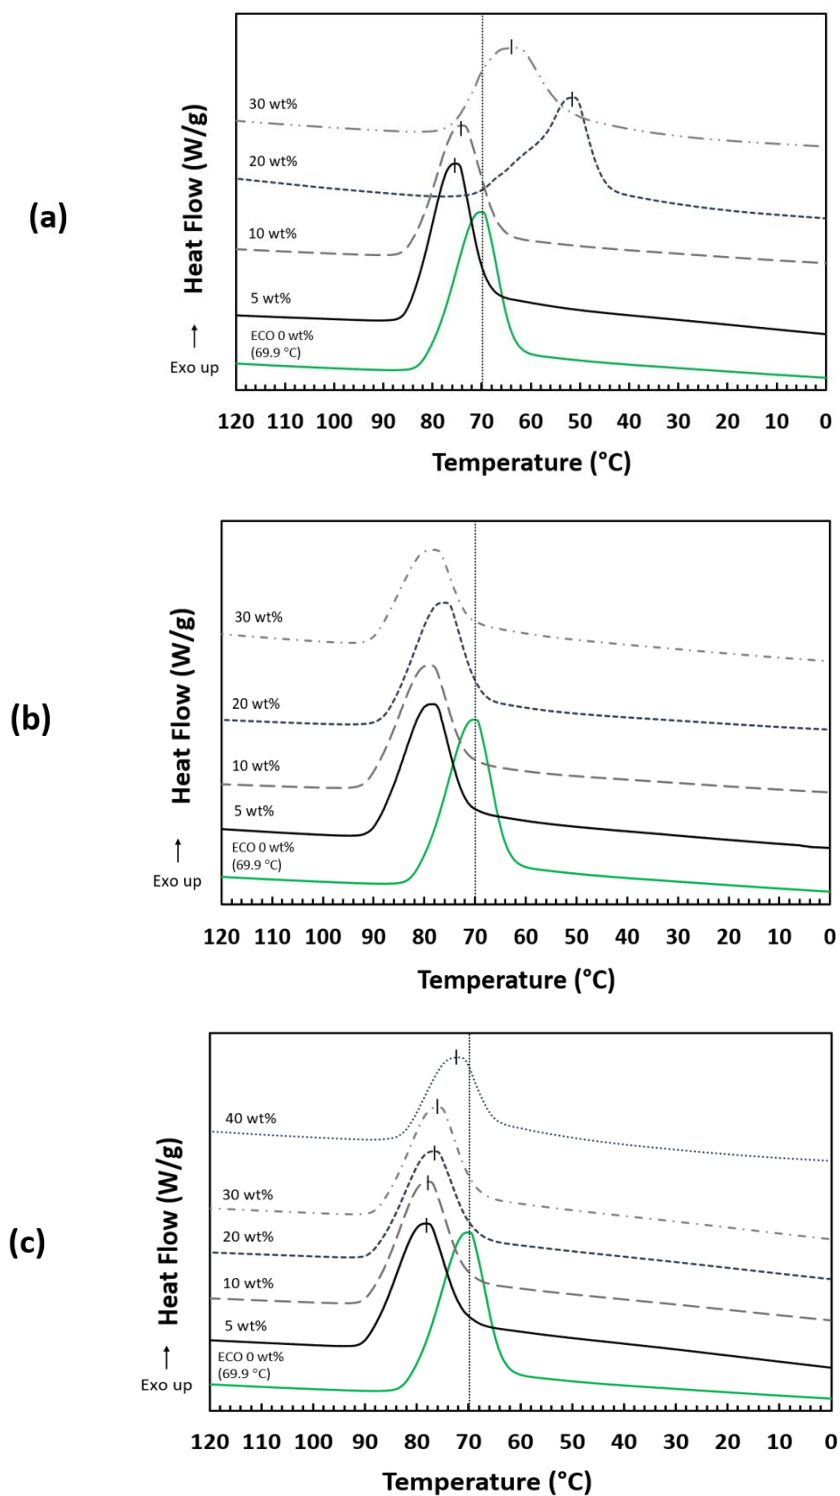 (a)
Heat Flow (W/g)
Exo up
30 wt%
20 wt%
10 wt%
5 wt%
ECO 0 wt%
(69.9 °C)
120 110 100 90 80 70 60 50 40 30 20 10 0
Temperature (°C)
(b)
Heat Flow (W/g)
Exo up
30 wt%
20 wt%
10 wt%
5 wt%
ECO 0 wt%
(69.9 °C)
120 110 100 90 80 70 60 50 40 30 20 10 0
Temperature (°C)
(c)
Heat Flow (W/g)
Exo up
40 wt%
30 wt%
20 wt%
10 wt%
5 wt%
ECO 0 wt%
(69.9 °C)
120 110 100 90 80 70 60 50 40 30 20 10 0
Temperature (°C)